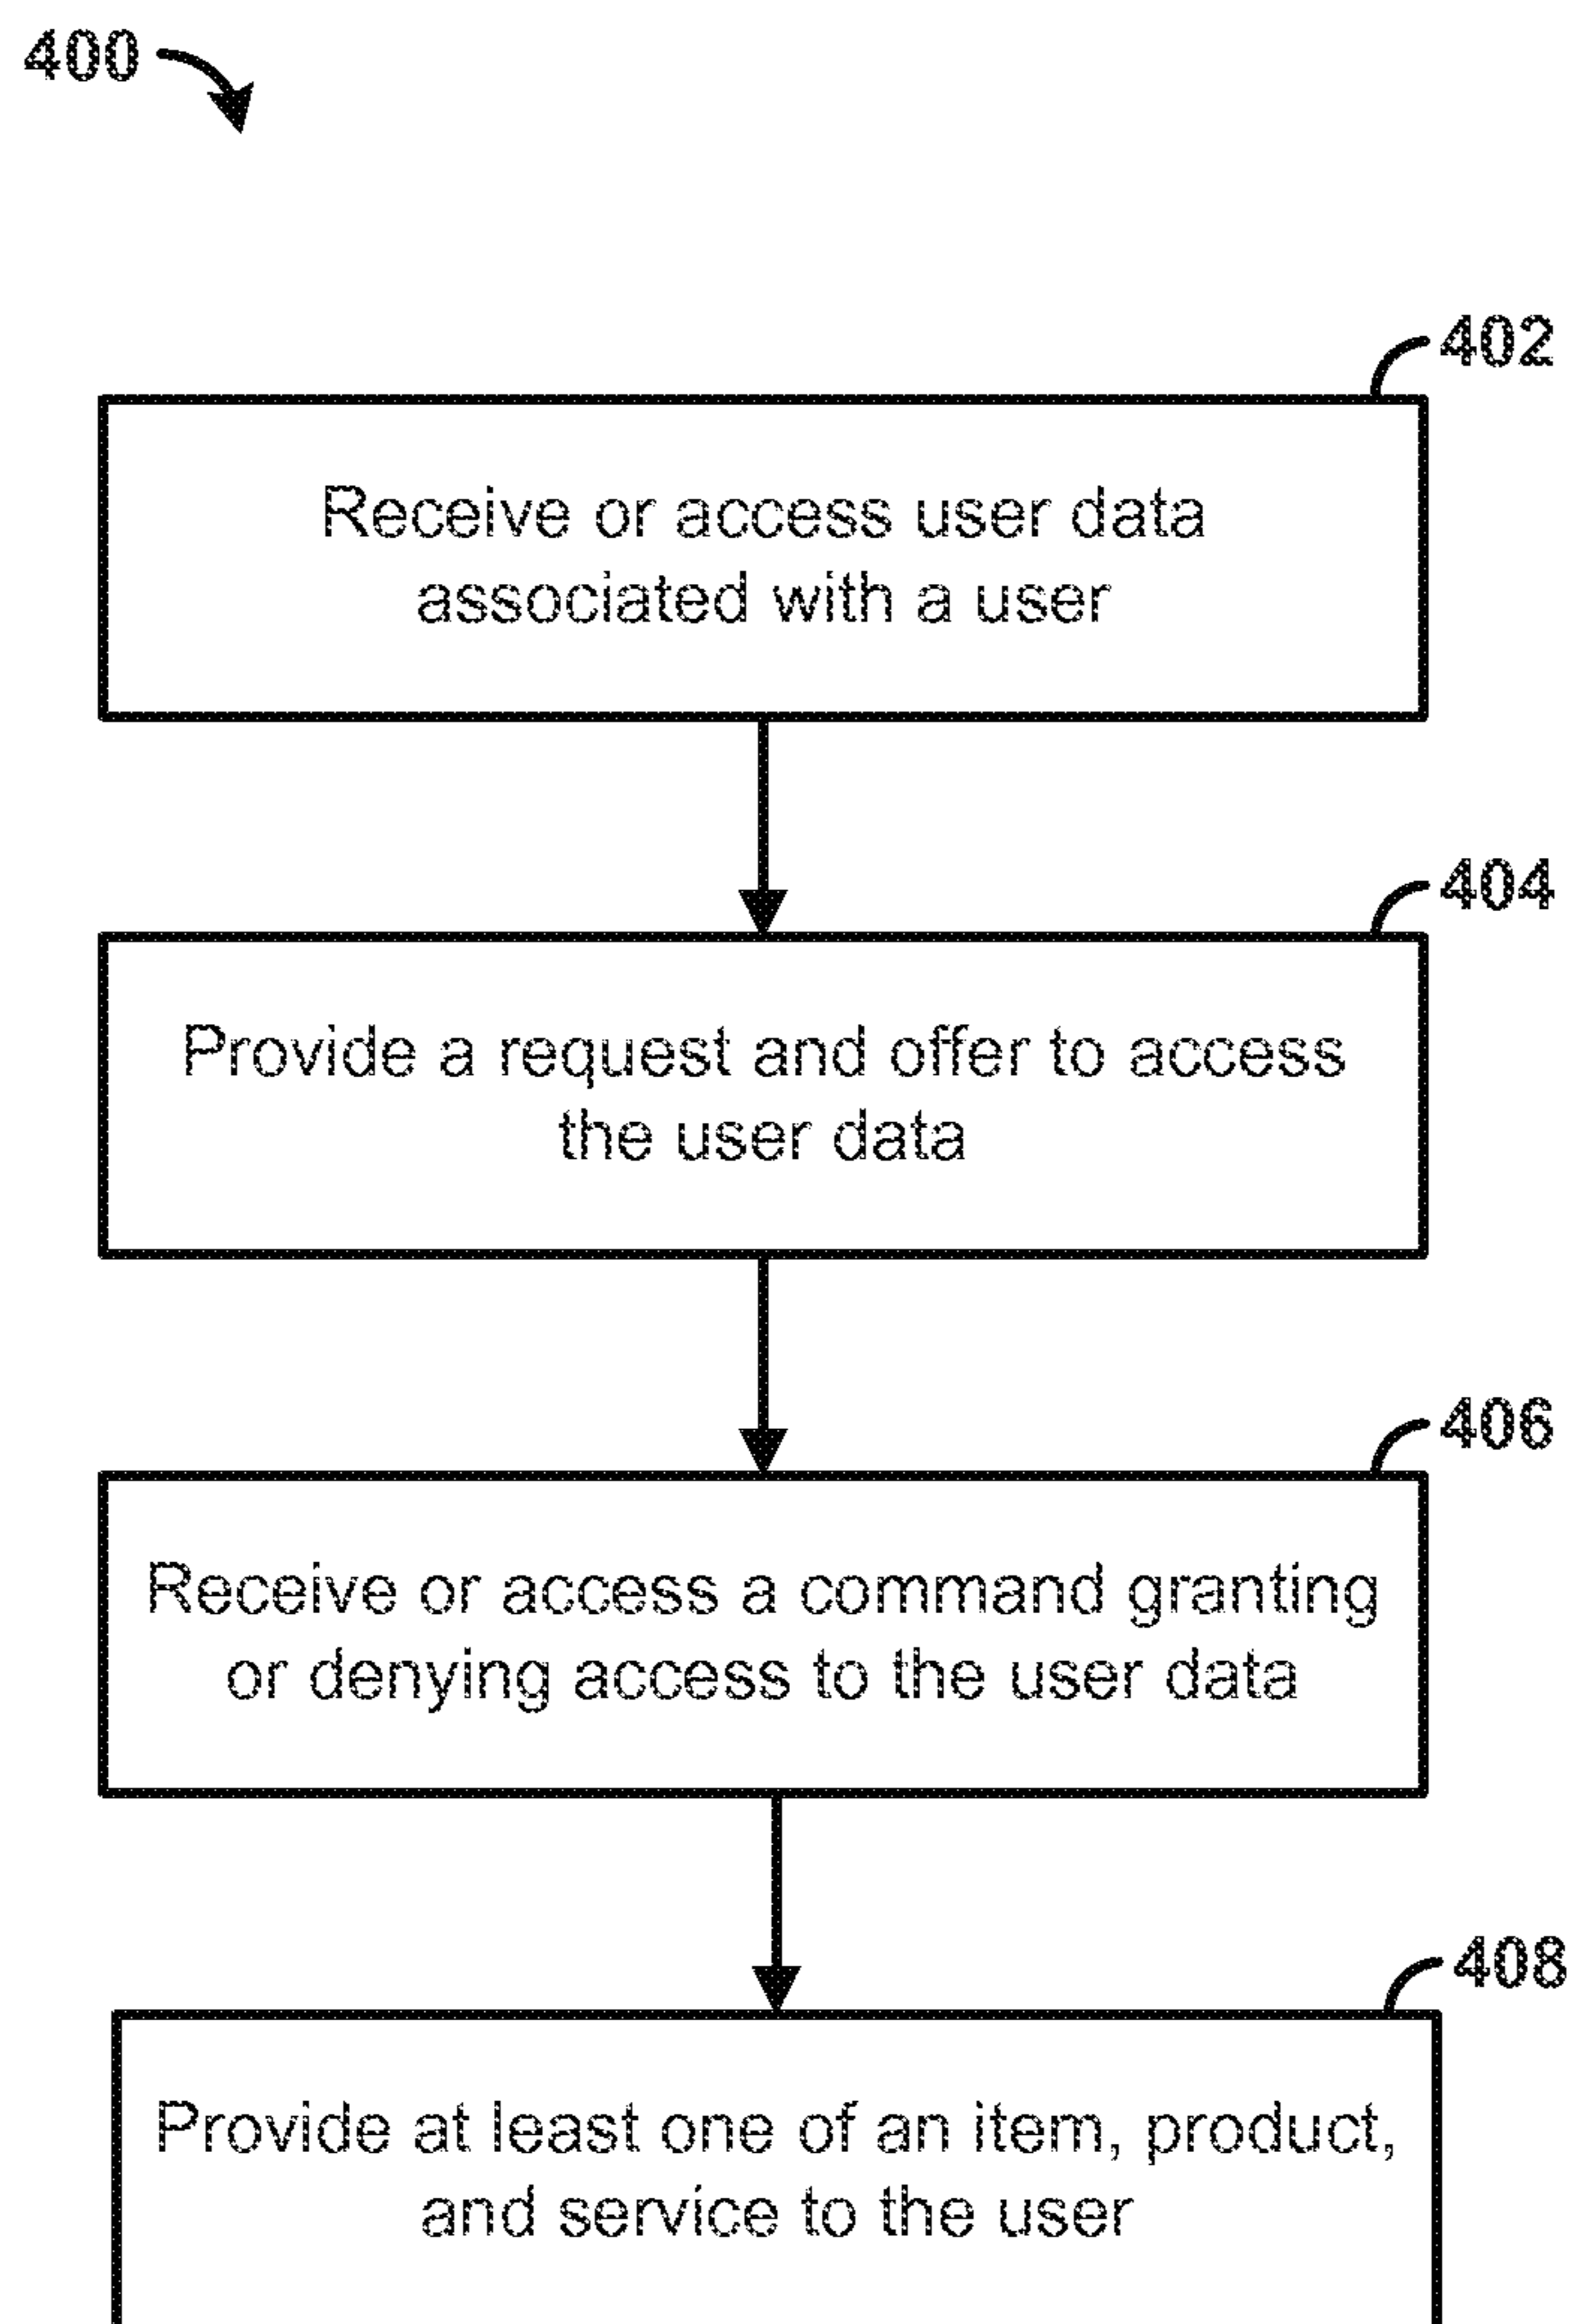 400
402
Receive or access user data
associated with a user
404
Provide a request and offer to access
the user data
406
Receive or access a command granting
or denying access to the user data
408
Provide at least one of an item, product,
and service to the user